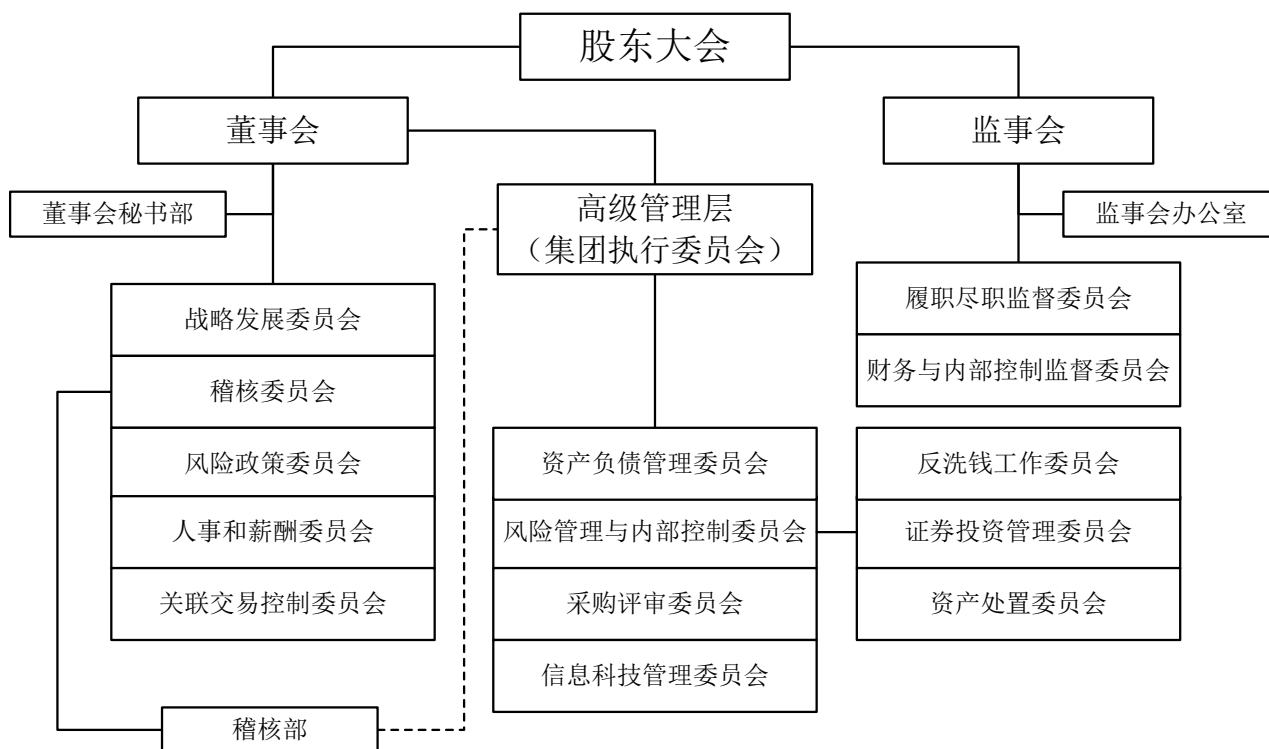 股东大会
董事会
监事会
董事会秘书部
高级管理层
（集团执行委员会）
监事会办公室
战略发展委员会
稽核委员会
风险政策委员会
人事和薪酬委员会
关联交易控制委员会
履职尽职监督委员会
财务与内部控制监督委员会
资产负债管理委员会
风险管理与内部控制委员会
采购评审委员会
信息科技管理委员会
反洗钱工作委员会
证券投资管理委员会
资产处置委员会
稽核部